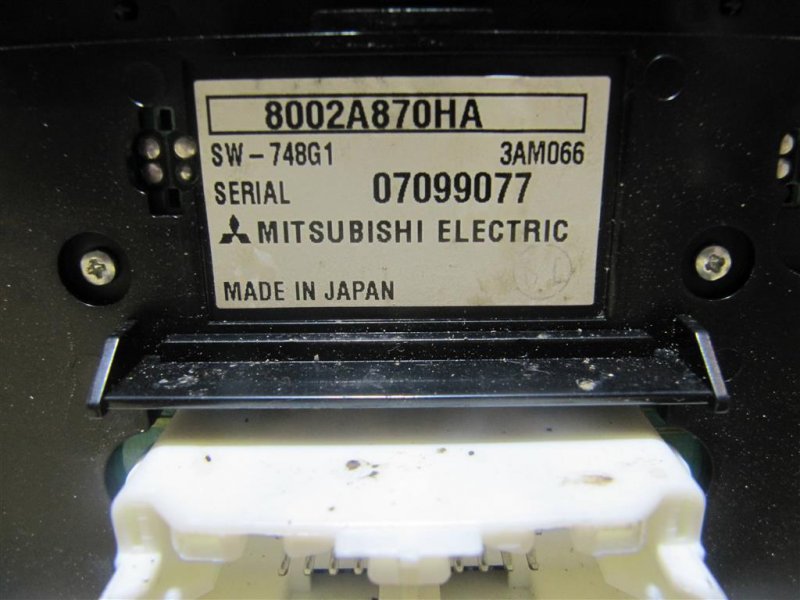 8002A870HA
SW-748G1 3AM066
SERIAL 07099077
MITSUBISHI ELECTRIC
MADE IN JAPAN